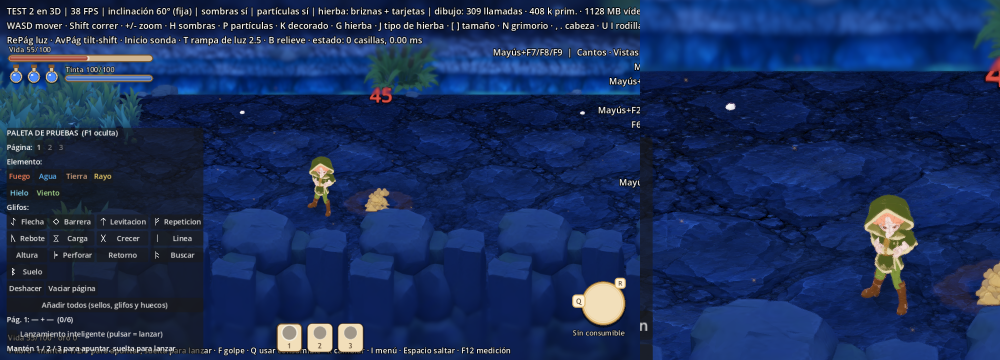 TEST 2 en 3D | 38 FPS | inclinación 60° (fija) | sombras sí | partículas sí | hierba: briznas + tarjetas | dibujo: 309 llamadas · 408 k prim. · 1128 MB
WASD mover · Shift correr · +/- zoom · H sombras · P partículas · K decorado · G hierba · J tipo de hierba · [ ] tamaño · N grimorio · , . cabeza · U I
RePág luz · AvPág tilt-shift · Inicio sonda · T rampa de luz 2.5 · B relieve · estado: 0 casillas, 0.00 ms
Vida 55/100
Mayús+F7/F8/F9 | Cantos · Vistas
Tinta 100/100
45
PALETA DE PRUEBAS (F1 oculta)
Página: 1 2 3
Elemento:
Fuego Agua Tierra Rayo
Hielo Viento
Glifos:
Flecha Barrera Levitacion Repeticion
Rebote Carga Crecer Linea
Altura Perforar Retorno Buscar
Suelo
Deshacer Vaciar página
Añadir todos (sellos, glifos y huecos)
Pág. 1: — + — (0/6)
Lanzamiento inteligente (pulsar = lanzar)
Mantén 1 / 2 / 3 para apuntar, suelta para lanzar
F golpe · Q usar
I menú · Espacio saltar · F12 medición
1 2 3
Q
R
Sin consumible